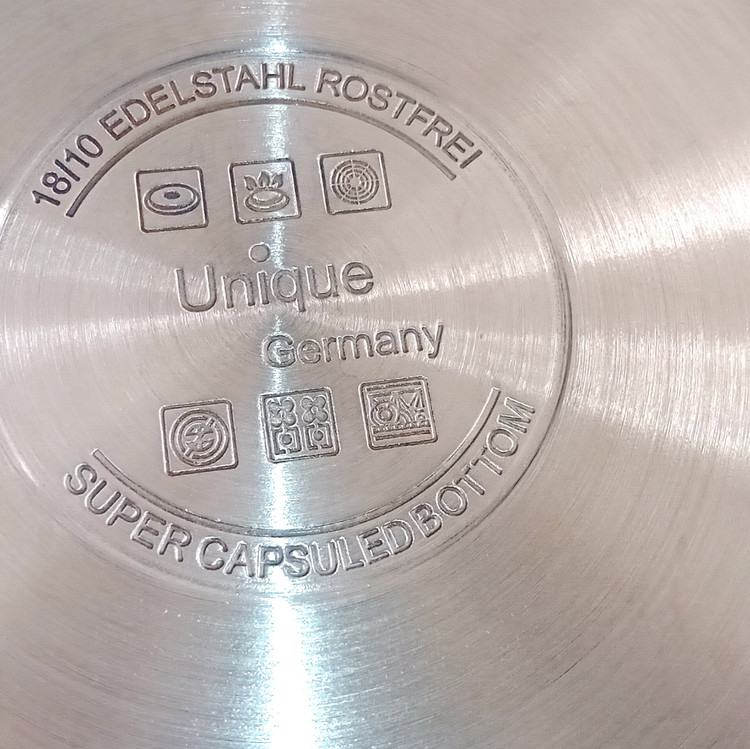 18/10 EDELSTAHL ROSTFREI
Unique
Germany
SUPER CAPSULED BOTTOM